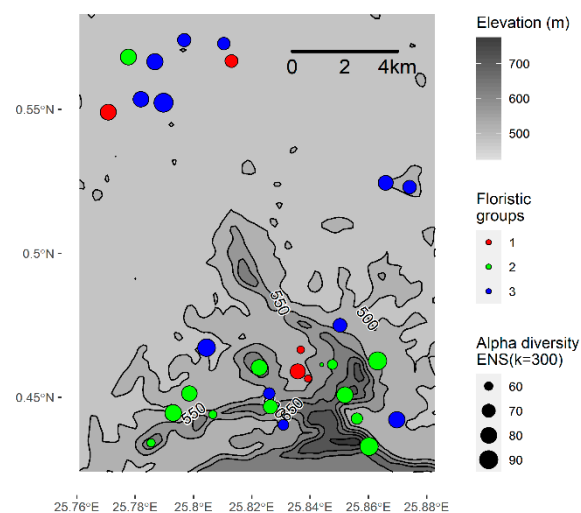 0 2 4km
0.55°N
0.5°N
0.45°N
550
500
550
550
25.76°E 25.78°E 25.8°E 25.82°E 25.84°E 25.86°E 25.88°E
Elevation (m)
700
600
500
Floristic
groups
1
2
3
Alpha diversity
ENS(k=300)
60
70
80
90